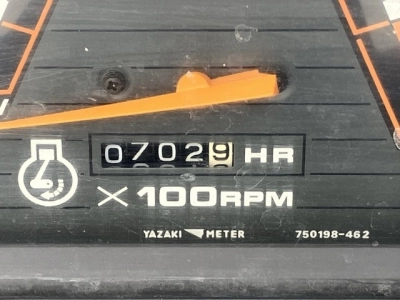 07029 HR
X 100RPM
YAZAKI METER 750198-462